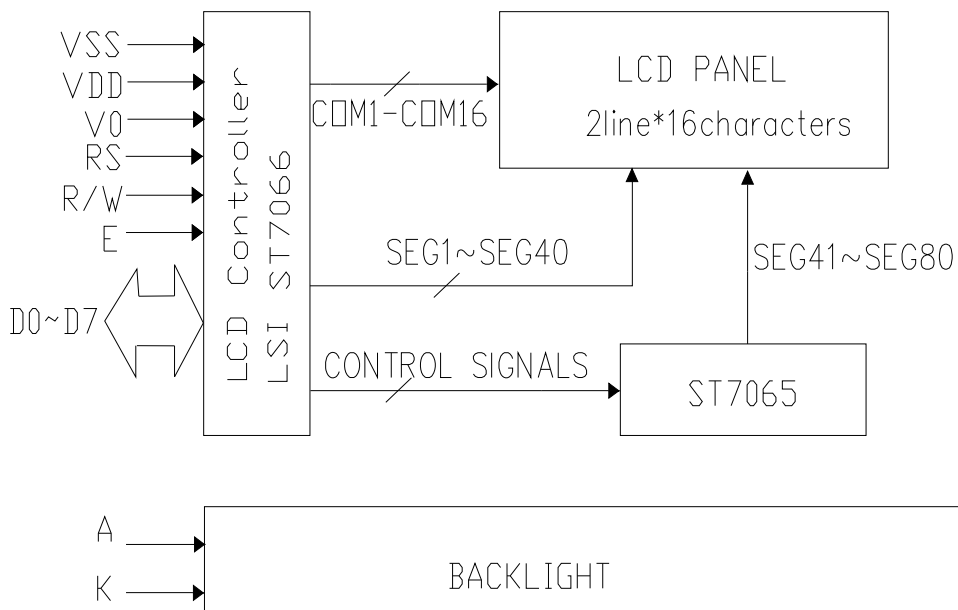 VSS
VDD
V0
RS
R/W
E
D0~D7
LCD Controller
LSI ST7066
COM1-COM16
LCD PANEL
2line*16characters
SEG1~SEG40
SEG41~SEG80
CONTROL SIGNALS
ST7065
A
K
BACKLIGHT